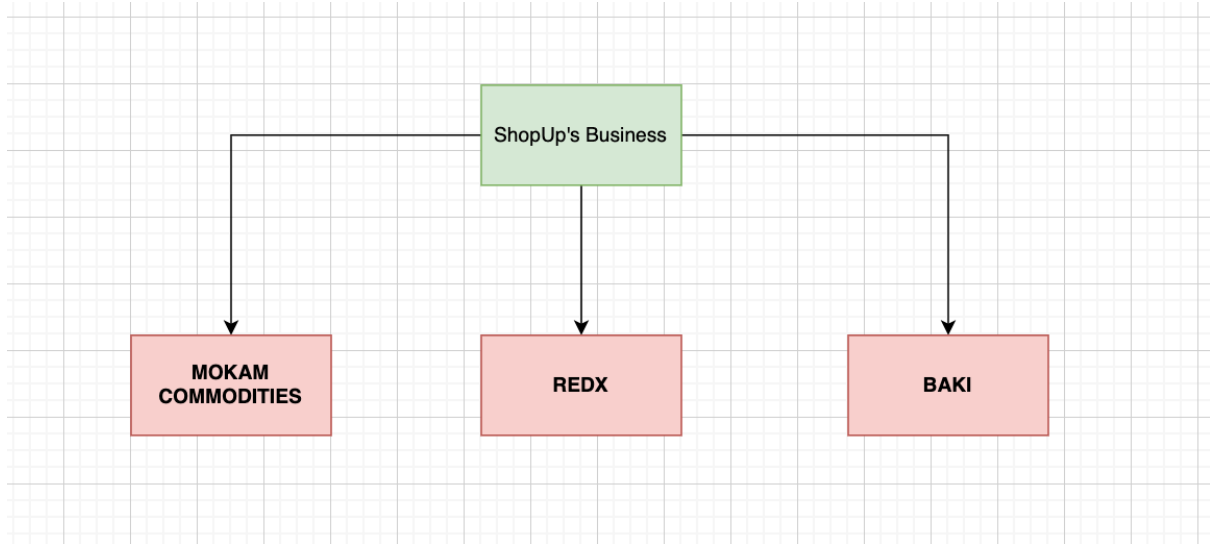 ShopUp's Business
MOKAM
COMMODITIES
REDX
BAKI